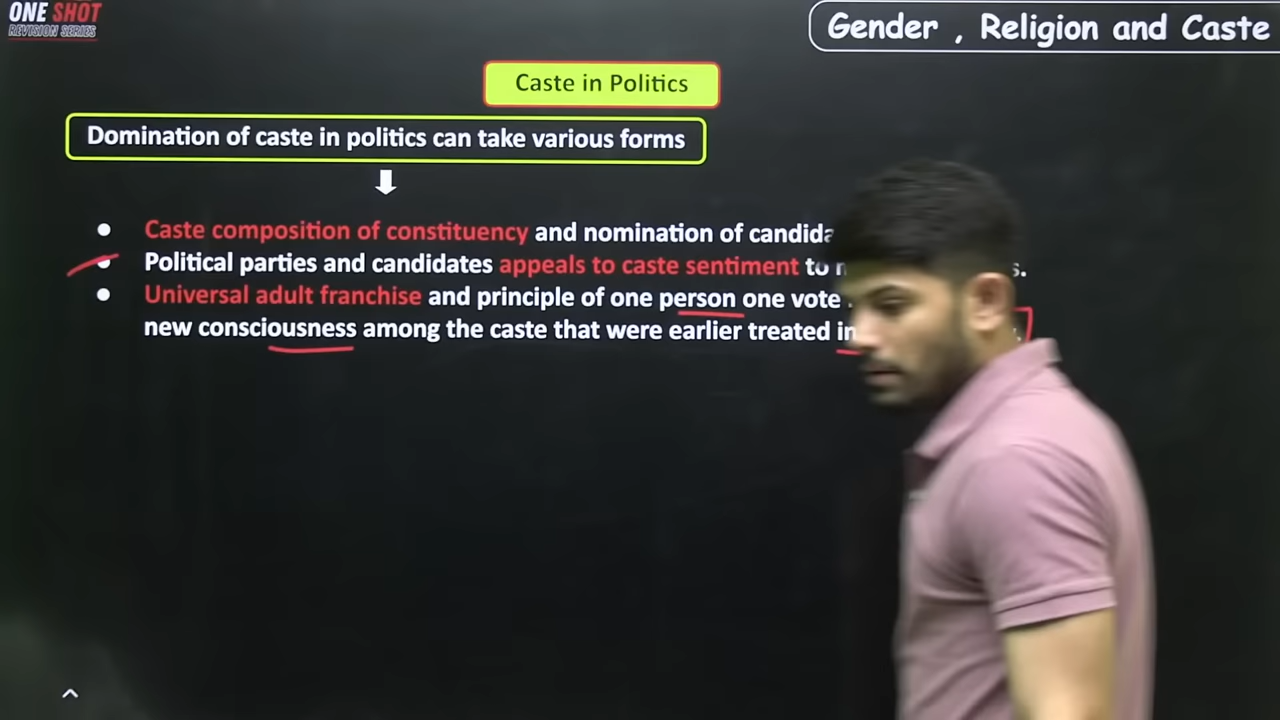 ONE SHOT
REVISION SERIES
Gender , Religion and Caste
Caste in Politics
Domination of caste in politics can take various forms
Caste composition of constituency and nomination of
Political parties and candidates appeals to caste sentiment to
Universal adult franchise and principle of one person one vote
new consciousness among the caste that were earlier treated